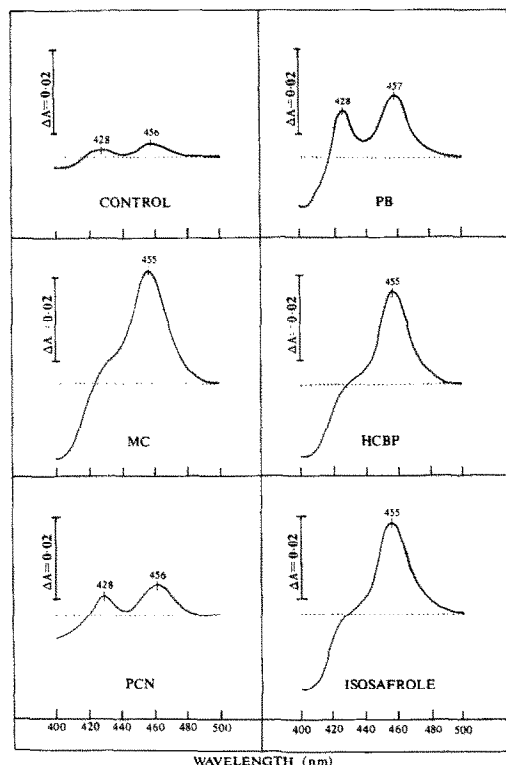 ΔA=0·02
428
456
CONTROL
ΔA=0·02
428
457
PB
ΔA=0·02
455
MC
ΔA=0·02
455
HCBP
ΔA=0·02
428
456
PCN
ΔA=0·02
455
ISOSAFROLE
400 420 440 460 480 500
400 420 440 460 480 500
WAVELENGTH (nm)